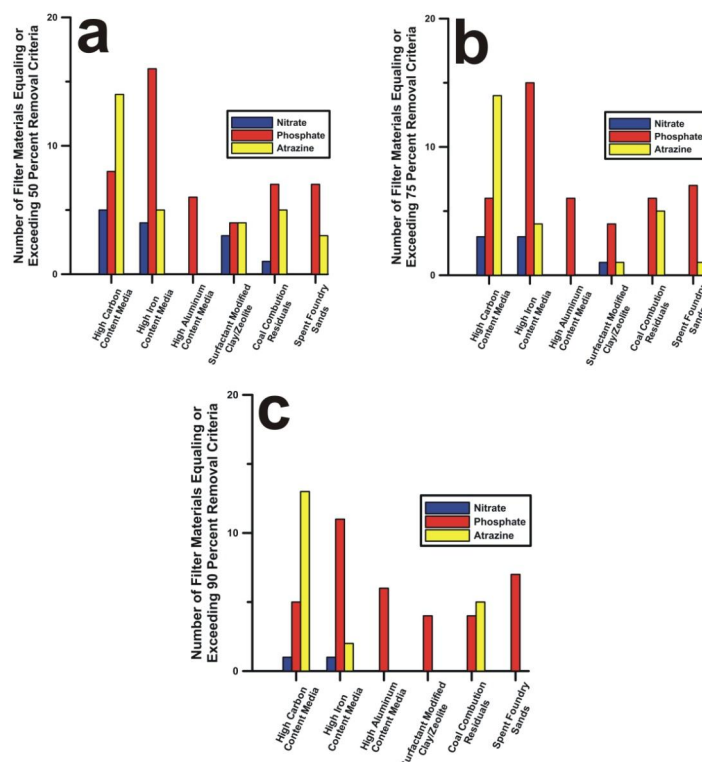 a
Number of Filter Materials Equaling or
Exceeding 50 Percent Removal Criteria
20
10
0
Nitrate
Phosphate
Atrazine
High Carbon
Content Media
High Iron
Content Media
High Aluminum
Content Media
Surfactant Modified
Clay/Zeolite
Coal Combution
Residuals
Spent Foundry
Sands
b
Number of Filter Materials Equaling or
Exceeding 75 Percent Removal Criteria
20
10
0
Nitrate
Phosphate
Atrazine
High Carbon
Content Media
High Iron
Content Media
High Aluminum
Content Media
Surfactant Modified
Clay/Zeolite
Coal Combution
Residuals
Spent Foundry
Sands
c
Number of Filter Materials Equaling or
Exceeding 90 Percent Removal Criteria
20
10
0
Nitrate
Phosphate
Atrazine
High Carbon
Content Media
High Iron
Content Media
High Aluminum
Content Media
Surfactant Modified
Clay/Zeolite
Coal Combution
Residuals
Spent Foundry
Sands